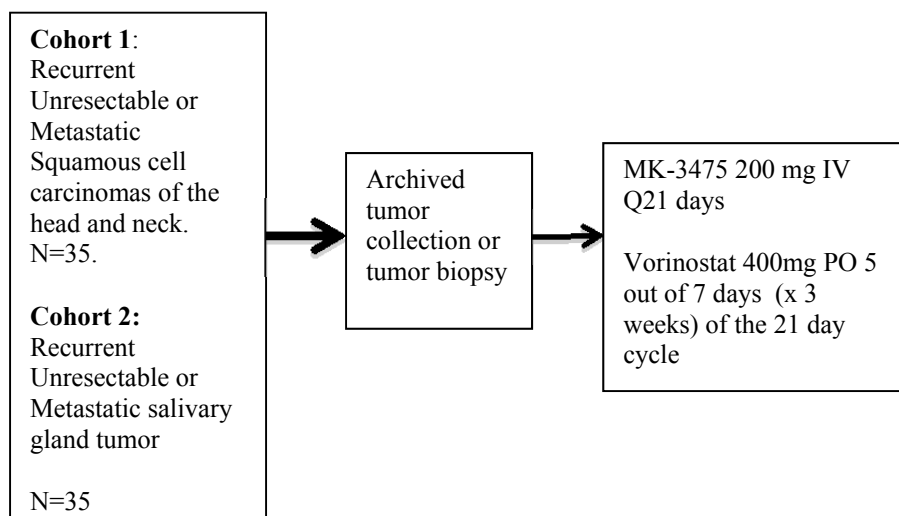 Cohort 1:
Recurrent
Unresectable or
Metastatic
Squamous cell
carcinomas of the
head and neck.
N=35.
Cohort 2:
Recurrent
Unresectable or
Metastatic salivary
gland tumor
N=35
Archived
tumor
collection or
tumor biopsy
MK-3475 200 mg IV
Q21 days
Vorinostat 400mg PO 5
out of 7 days (x 3
weeks) of the 21 day
cycle